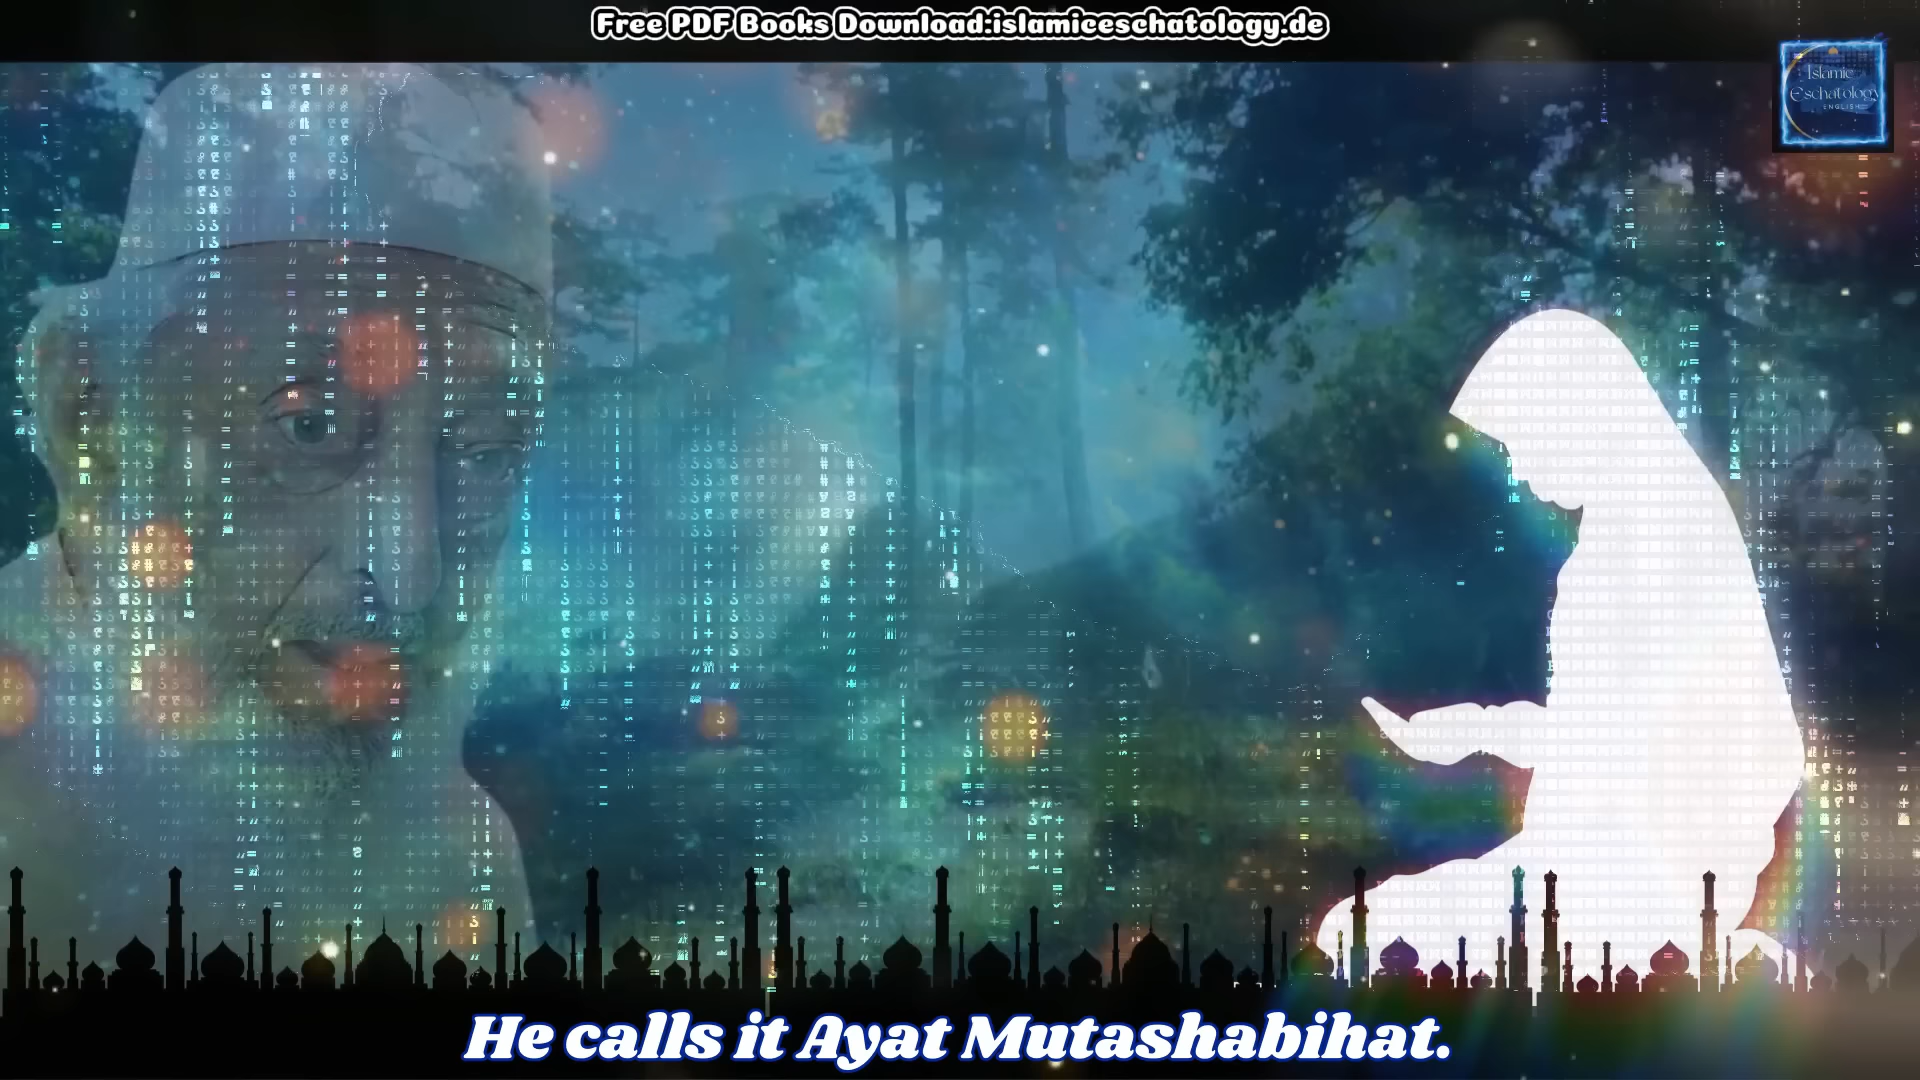 Free PDF Books Download:islamiceschatology.de
Islamic
Eschatology
ENGLISH
He calls it Ayat Mutashabihat.